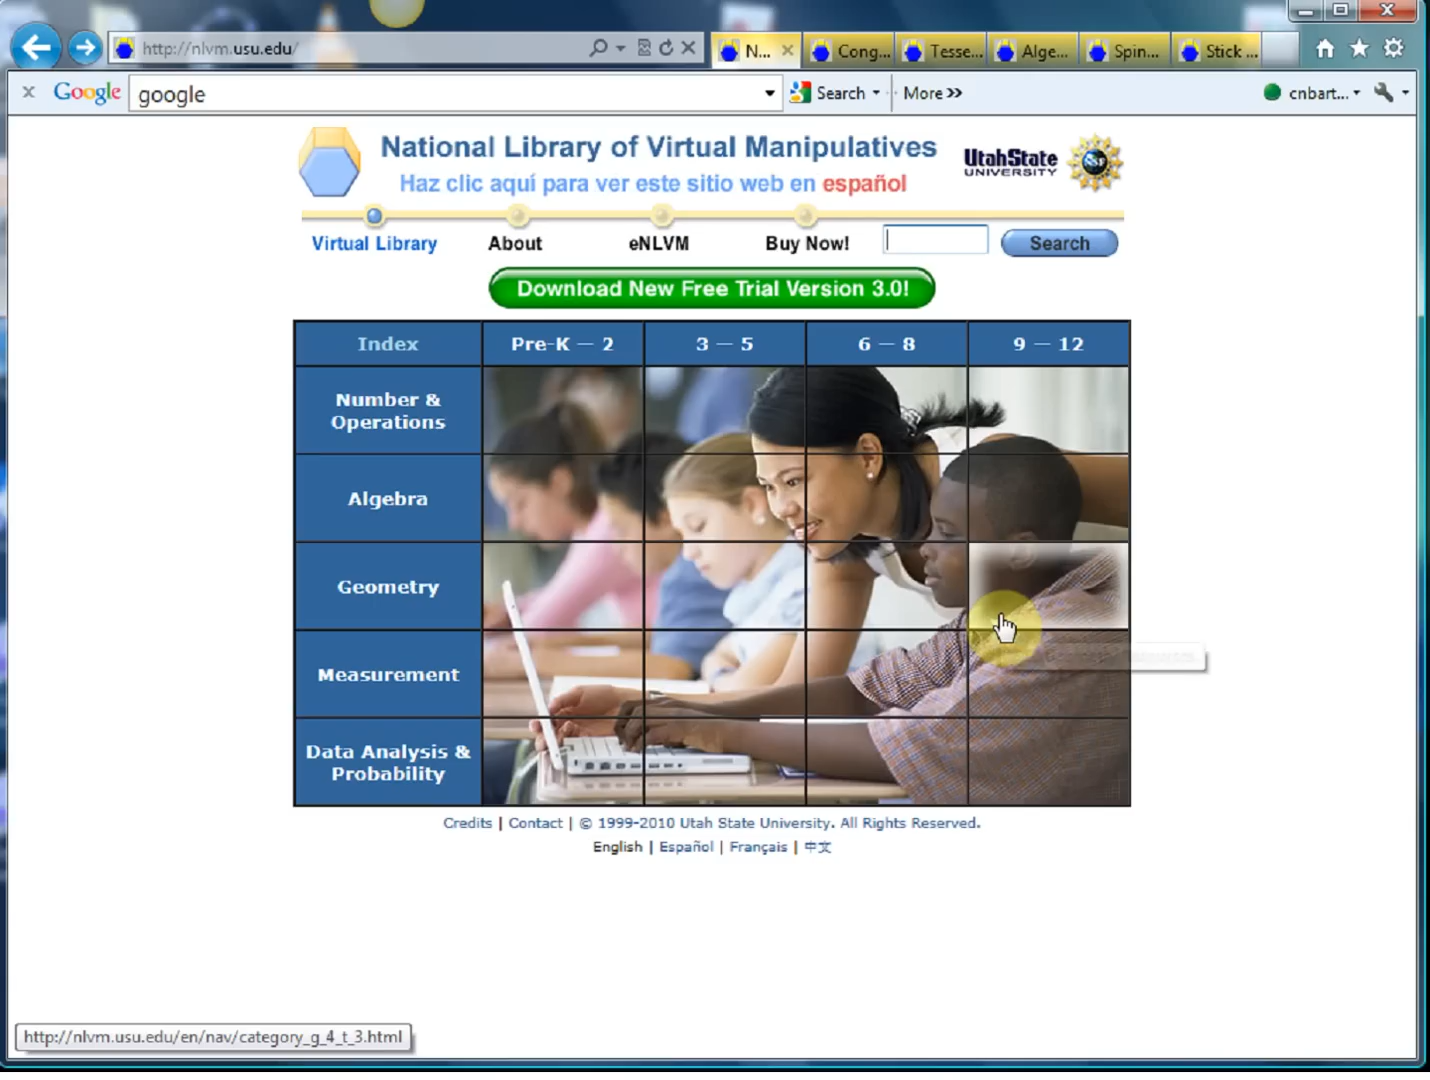 http://nlvm.usu.edu/
N...
Cong...
Tesse...
Alge...
Spin...
Stick ...
Google
google
Search
More >>
cnbart...
National Library of Virtual Manipulatives
Haz clic aquí para ver este sitio web en español
UtahState
UNIVERSITY
NSF
Virtual Library
About
eNLVM
Buy Now!
Search
Download New Free Trial Version 3.0!
Index
Pre-K — 2
3 — 5
6 — 8
9 — 12
Number &
Operations
Algebra
Geometry
Measurement
Data Analysis &
Probability
Credits | Contact | © 1999-2010 Utah State University. All Rights Reserved.
English | Español | Français | 中文
http://nlvm.usu.edu/en/nav/category_g_4_t_3.html